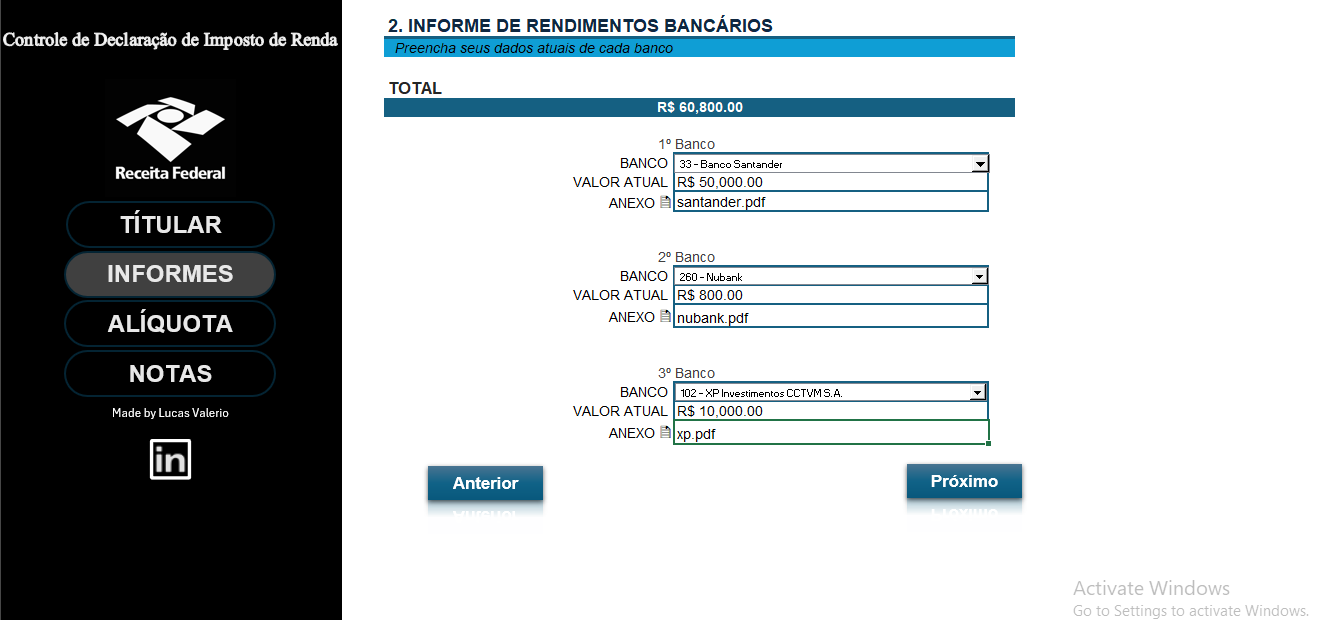 Controle de Declaração de Imposto de Renda
Receita Federal
TÍTULAR
INFORMES
ALÍQUOTA
NOTAS
Made by Lucas Valerio
in
2. INFORME DE RENDIMENTOS BANCÁRIOS
Preencha seus dados atuais de cada banco
TOTAL
R$ 60,800.00
1º Banco
BANCO 33 - Banco Santander
VALOR ATUAL R$ 50,000.00
ANEXO santander.pdf
2º Banco
BANCO 260 - Nubank
VALOR ATUAL R$ 800.00
ANEXO nubank.pdf
3º Banco
BANCO 102 - XP Investimentos CCTVM S.A.
VALOR ATUAL R$ 10,000.00
ANEXO xp.pdf
Anterior
Próximo
Activate Windows
Go to Settings to activate Windows.